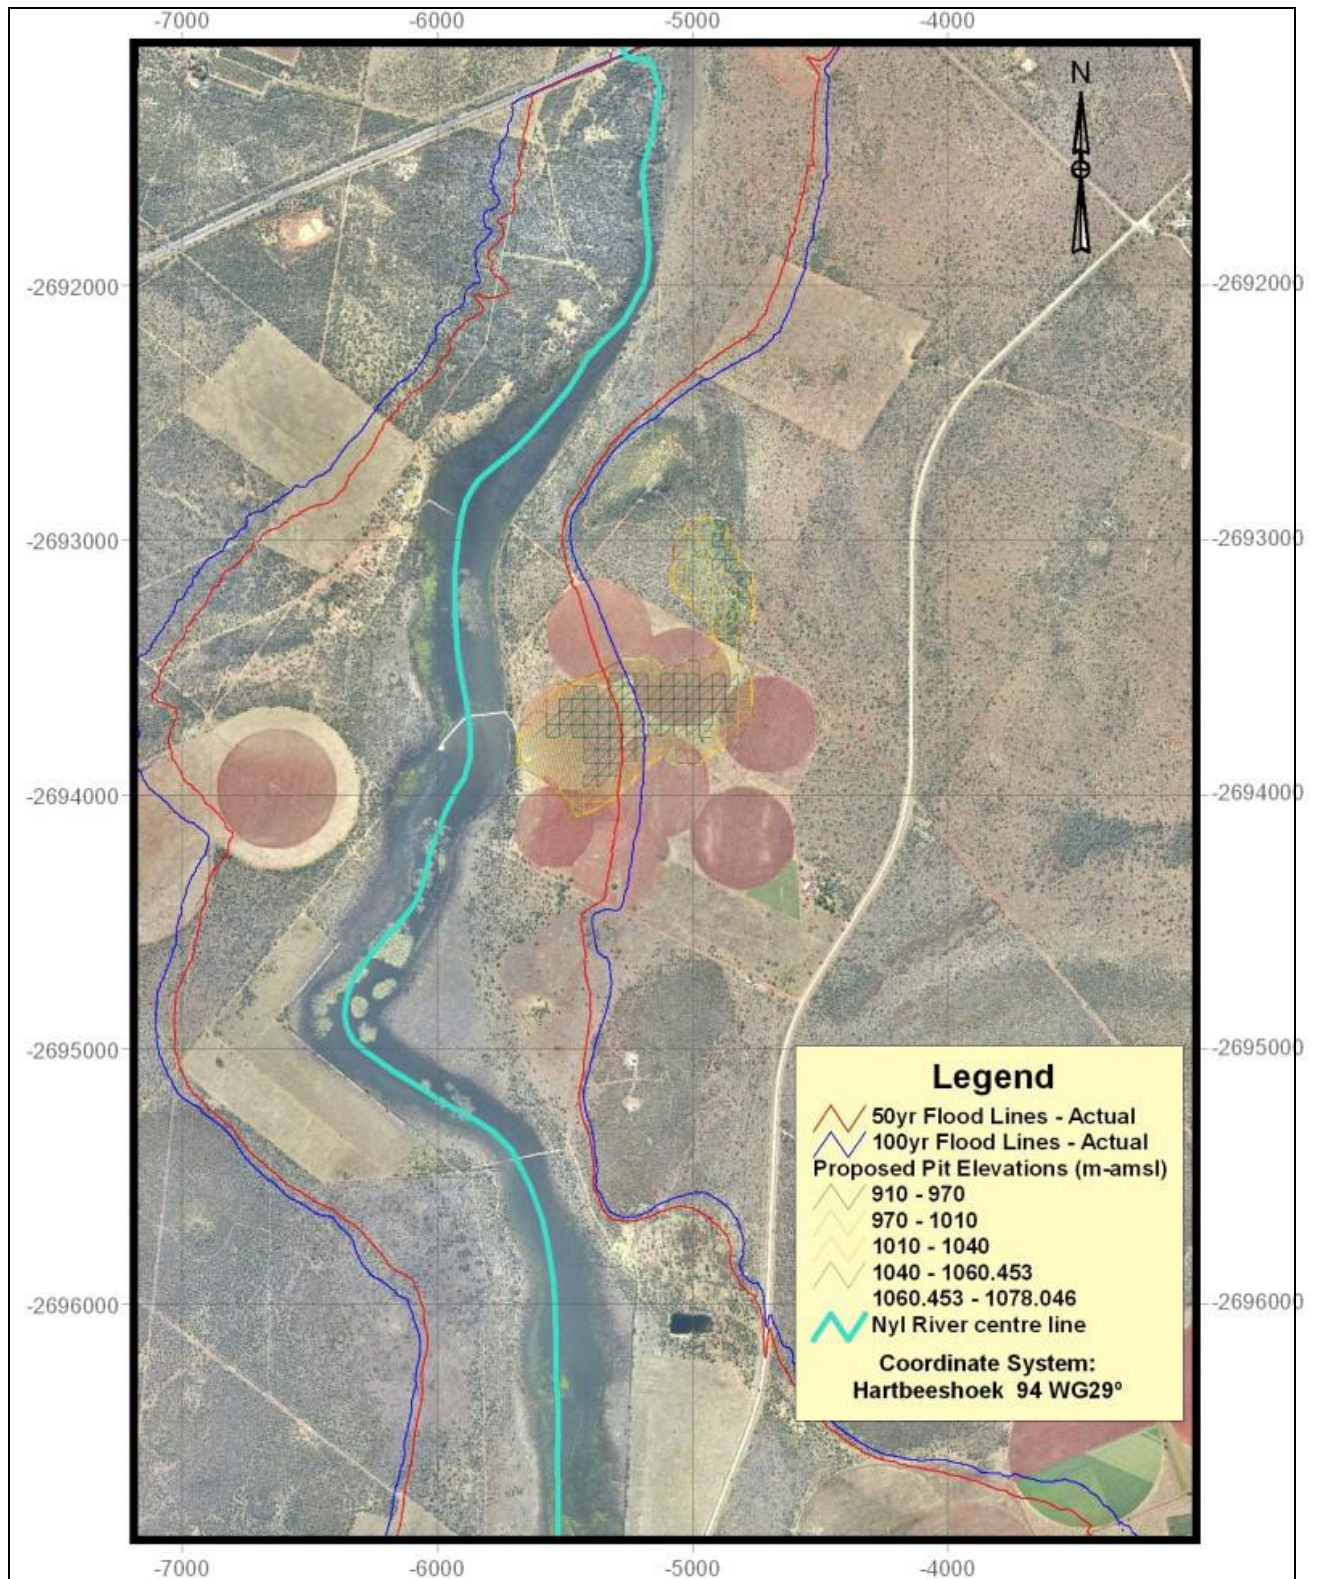 -7000 -6000 -5000 -4000
N
-2692000 -2692000
-2693000 -2693000
-2694000 -2694000
-2695000 -2695000
Legend
50yr Flood Lines - Actual
100yr Flood Lines - Actual
Proposed Pit Elevations (m-amsl)
910 - 970
970 - 1010
1010 - 1040
1040 - 1060.453
1060.453 - 1078.046
-2696000 -2696000
Nyl River centre line
Coordinate System:
Hartbeeshoek 94 WG29º
-7000 -6000 -5000 -4000